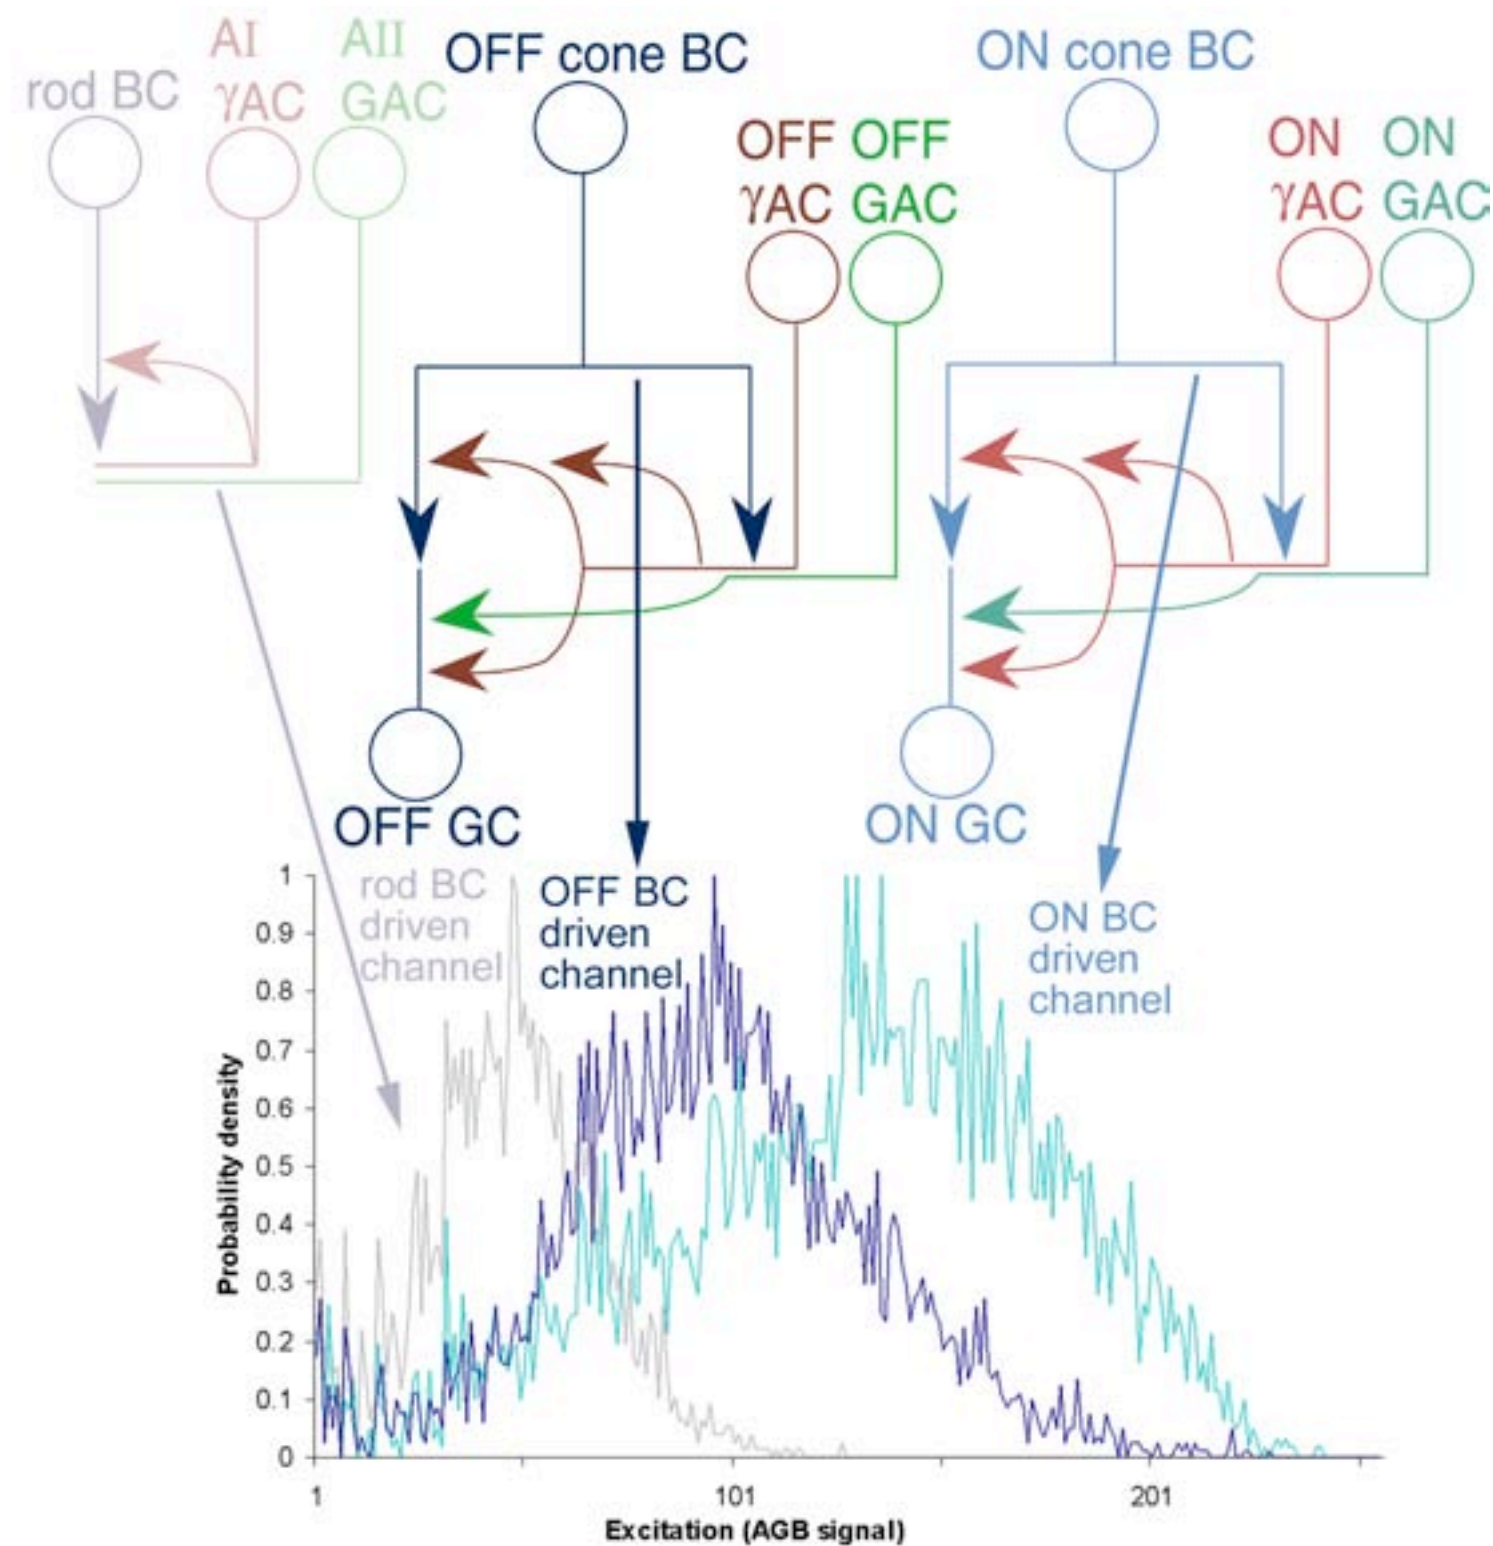 rod BC
AI
γAC
AII
GAC
OFF cone BC
OFF
γAC
OFF
GAC
ON cone BC
ON
γAC
ON
GAC
OFF GC
ON GC
rod BC
driven
channel
OFF BC
driven
channel
ON BC
driven
channel
Probability density
1
0.9
0.8
0.7
0.6
0.5
0.4
0.3
0.2
0.1
0
1
101
201
Excitation (AGB signal)